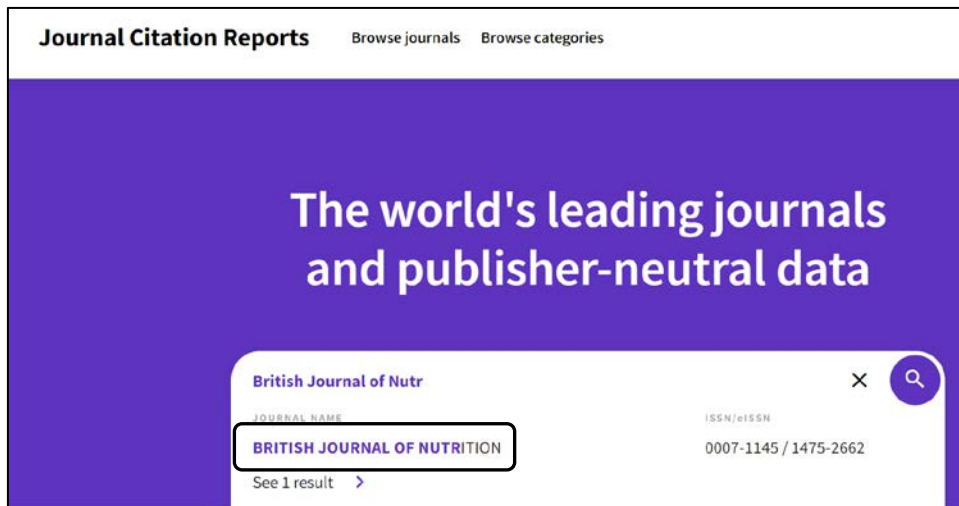 Journal Citation Reports Browse journals Browse categories
The world's leading journals
and publisher-neutral data
British Journal of Nutr
JOURNAL NAME ISSN/eISSN
BRITISH JOURNAL OF NUTRITION 0007-1145 / 1475-2662
See 1 result